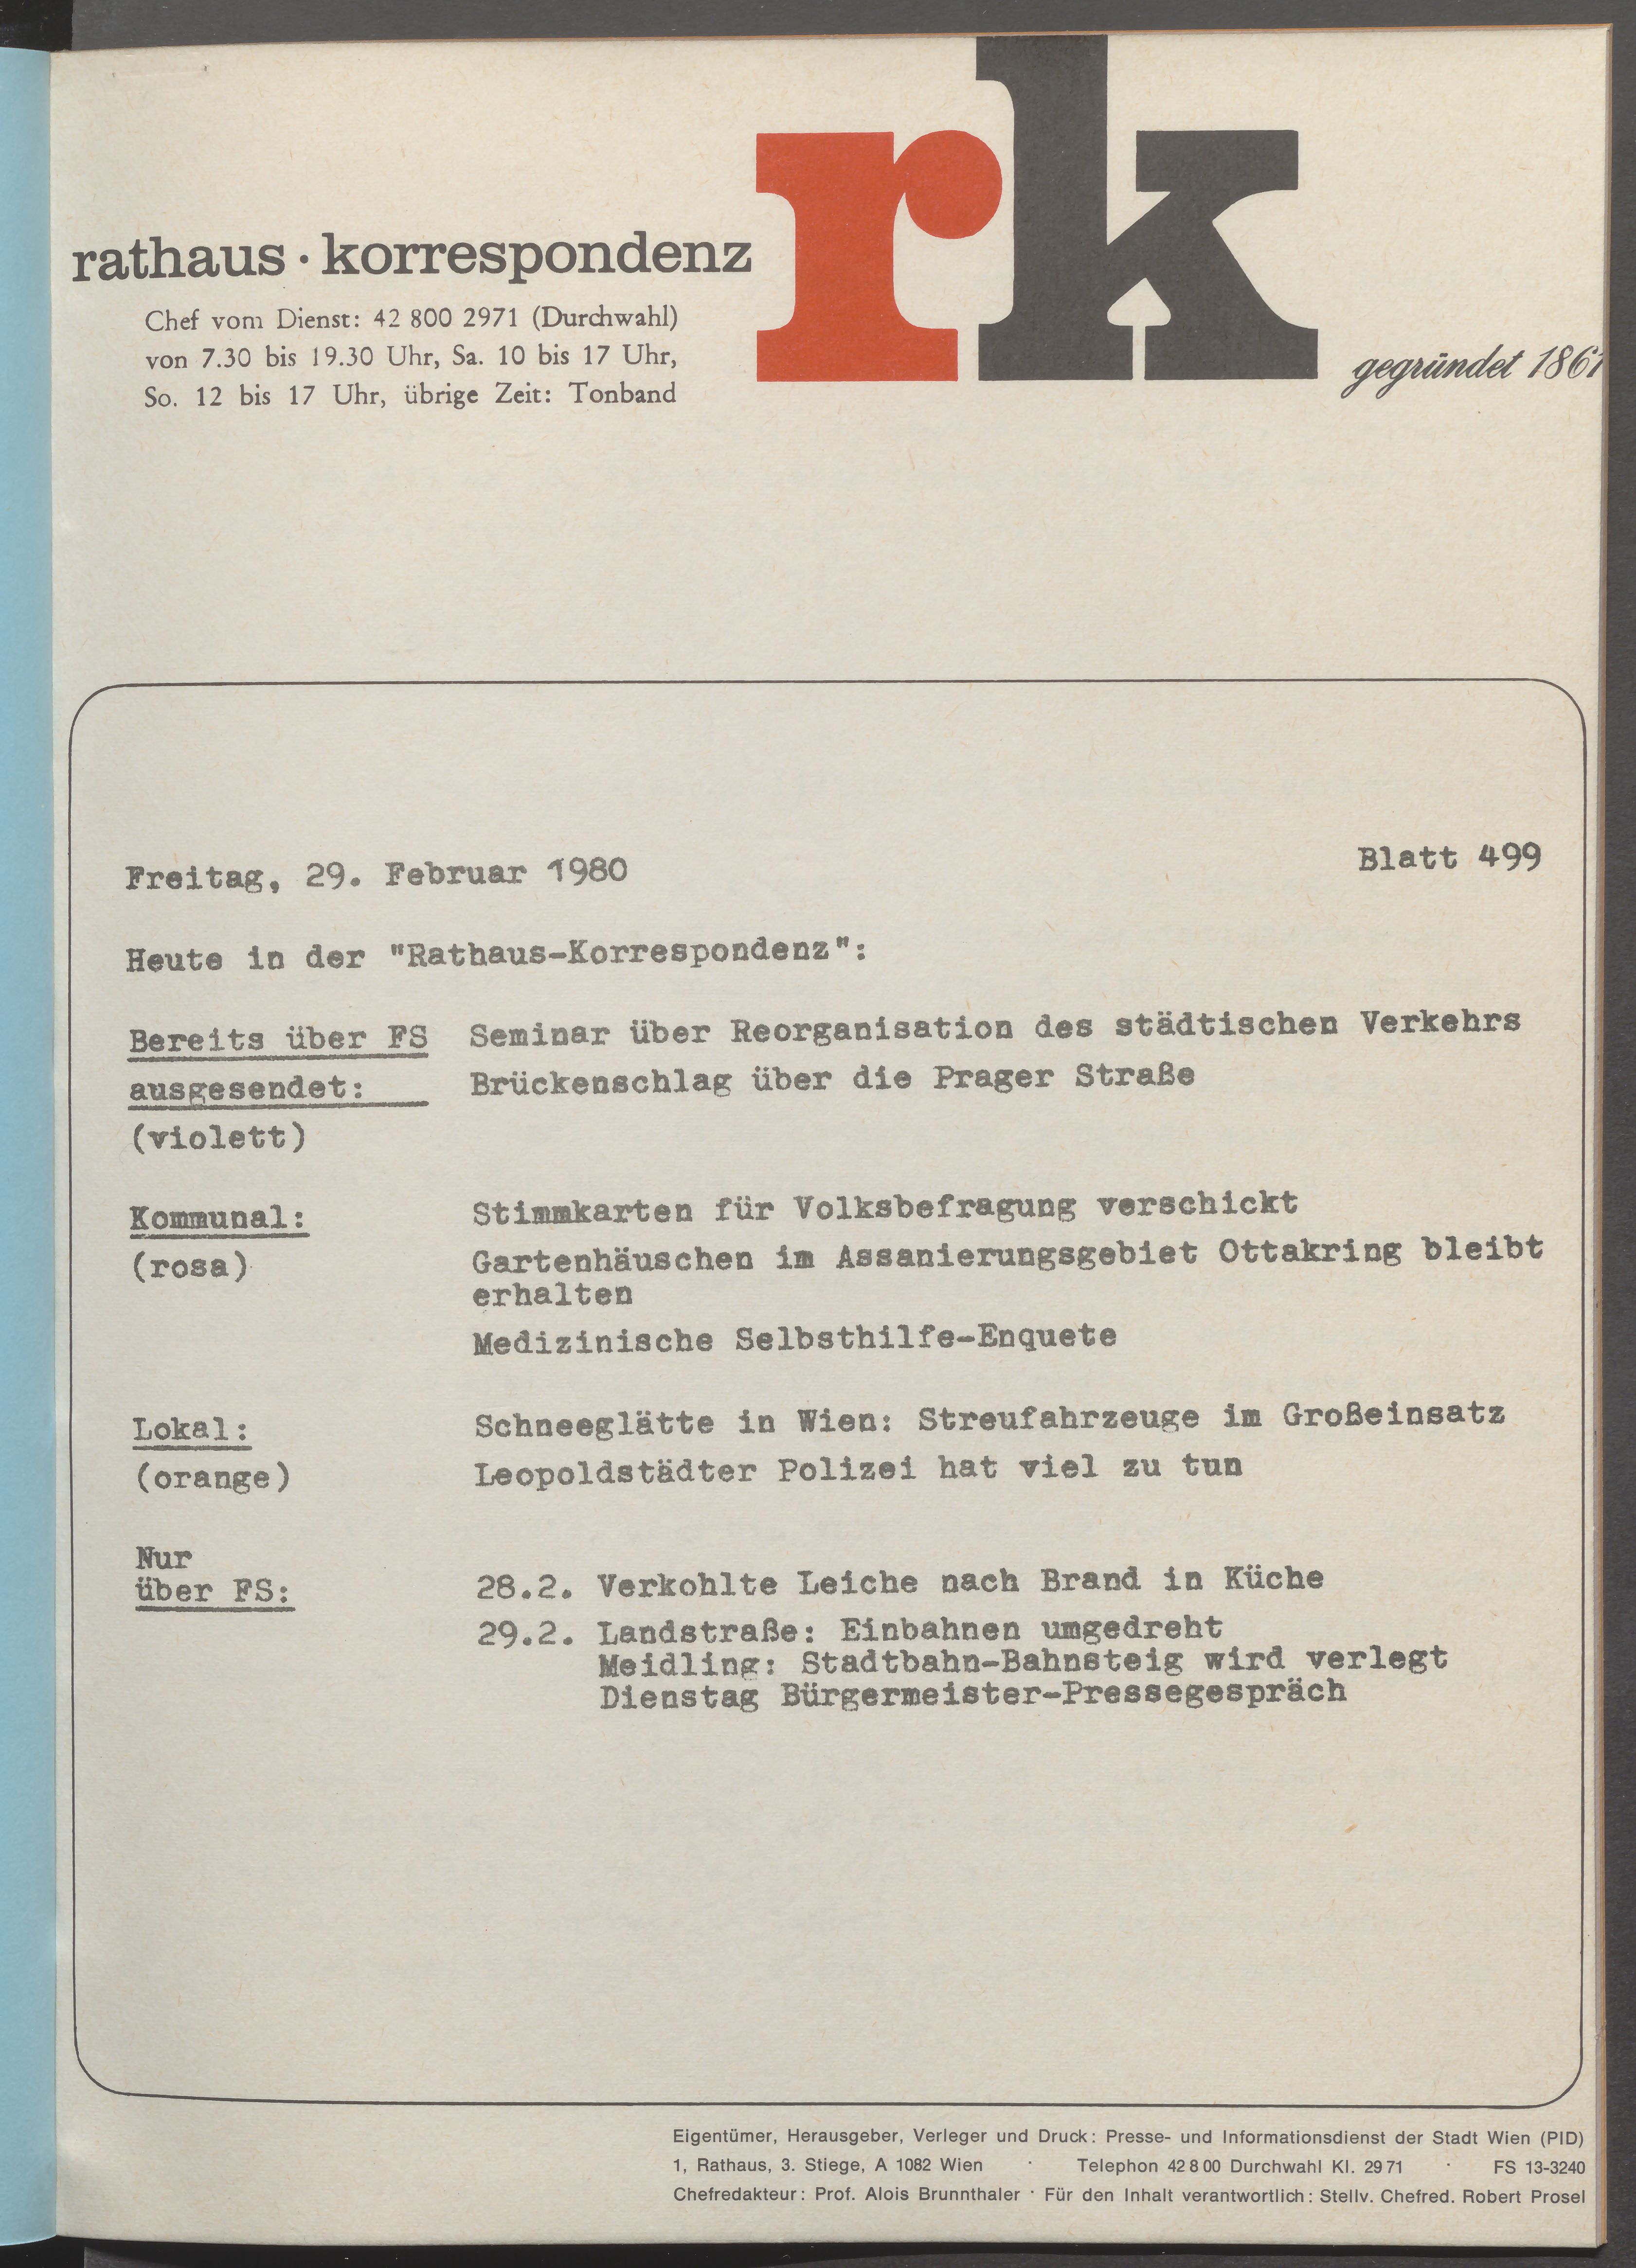 rk
rathaus · korrespondenz
Chef vom Dienst: 42 800 2971 (Durchwahl)
von 7.30 bis 19.30 Uhr, Sa. 10 bis 17 Uhr,
So. 12 bis 17 Uhr, übrige Zeit: Tonband
gegründet 1861
Freitag, 29. Februar 1980 Blatt 499
Heute in der "Rathaus-Korrespondenz":
Bereits über FS Seminar über Reorganisation des städtischen Verkehrs
ausgesendet: Brückenschlag über die Prager Straße
(violett)
Kommunal: Stimmkarten für Volksbefragung verschickt
(rosa) Gartenhäuschen im Assanierungsgebiet Ottakring bleibt
erhalten
Medizinische Selbsthilfe-Enquete
Lokal: Schneeglätte in Wien: Streufahrzeuge im Großeinsatz
(orange) Leopoldstädter Polizei hat viel zu tun
Nur
über FS: 28.2. Verkohlte Leiche nach Brand in Küche
29.2. Landstraße: Einbahnen umgedreht
Meidling: Stadtbahn-Bahnsteig wird verlegt
Dienstag Bürgermeister-Pressegespräch
Eigentümer, Herausgeber, Verleger und Druck: Presse- und Informationsdienst der Stadt Wien (PID)
1, Rathaus, 3. Stiege, A 1082 Wien · Telephon 42 8 00 Durchwahl Kl. 29 71 · FS 13-3240
Chefredakteur: Prof. Alois Brunnthaler · Für den Inhalt verantwortlich: Stellv. Chefred. Robert Prosel